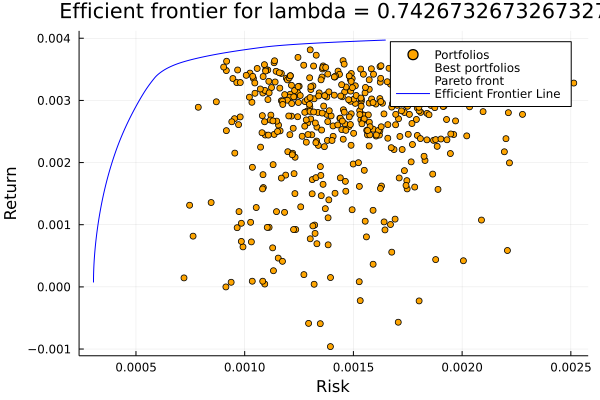 Efficient frontier for lambda = 0.7426732673267327
0.004
Portfolios
Best portfolios
Pareto front
Efficient Frontier Line
0.003
0.002
0.001
0.000
−0.001
Return
0.0005 0.0010 0.0015 0.0020 0.0025
Risk